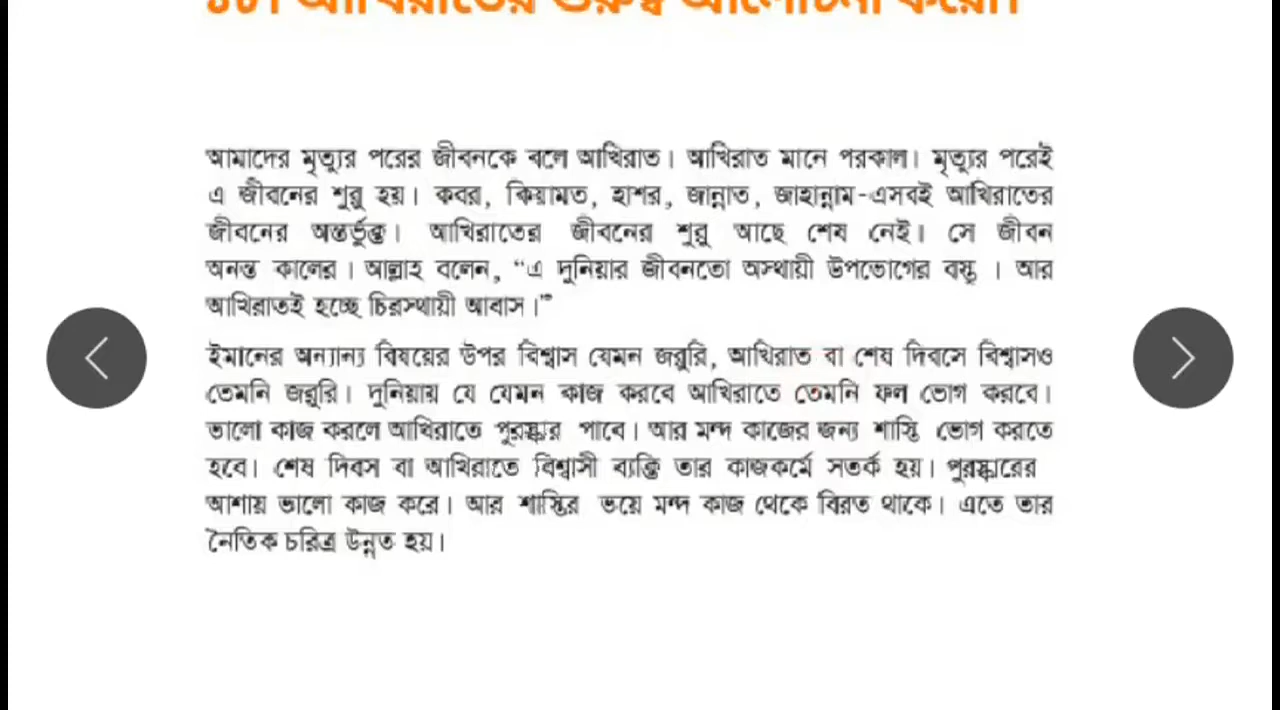 আখিরাতের গুরুত্ব আলোচনা করো।
আমাদের মৃত্যুর পরের জীবনকে বলে আখিরাত। আখিরাত মানে পরকাল। মৃত্যুর পরেই
এ জীবনের শুরু হয়। কবর, কিয়ামত, হাশর, জান্নাত, জাহান্নাম-এসবই আখিরাতের
জীবনের অন্তর্ভুক্ত। আখিরাতের জীবনের শুরু আছে শেষ নেই। সে জীবন
অনন্ত কালের। আল্লাহ বলেন, “এ দুনিয়ার জীবনতো অস্থায়ী উপভোগের বস্তু । আর
আখিরাতই হচ্ছে চিরস্থায়ী আবাস।”
ইমানের অন্যান্য বিষয়ের উপর বিশ্বাস যেমন জরুরি, আখিরাত বা শেষ দিবসে বিশ্বাসও
তেমনি জরুরি। দুনিয়ায় যে যেমন কাজ করবে আখিরাতে তেমনি ফল ভোগ করবে।
ভালো কাজ করলে আখিরাতে পুরস্কার পাবে। আর মন্দ কাজের জন্য শাস্তি ভোগ করতে
হবে। শেষ দিবস বা আখিরাতে বিশ্বাসী ব্যক্তি তার কাজকর্মে সতর্ক হয়। পুরস্কারের
আশায় ভালো কাজ করে। আর শাস্তির ভয়ে মন্দ কাজ থেকে বিরত থাকে। এতে তার
নৈতিক চরিত্র উন্নত হয়।